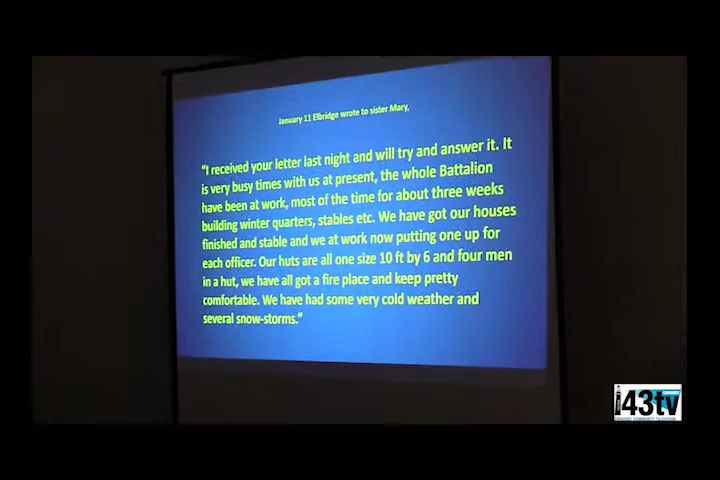 January 11 Elbridge wrote to sister Mary,
“I received your letter last night and will try and answer it. It
is very busy times with us at present, the whole Battalion
have been at work, most of the time for about three weeks
building winter quarters, stables etc. We have got our houses
finished and stable and we at work now putting one up for
each officer. Our huts are all one size 10 ft by 6 and four men
in a hut, we have all got a fire place and keep pretty
comfortable. We have had some very cold weather and
several snow-storms.”
43tv